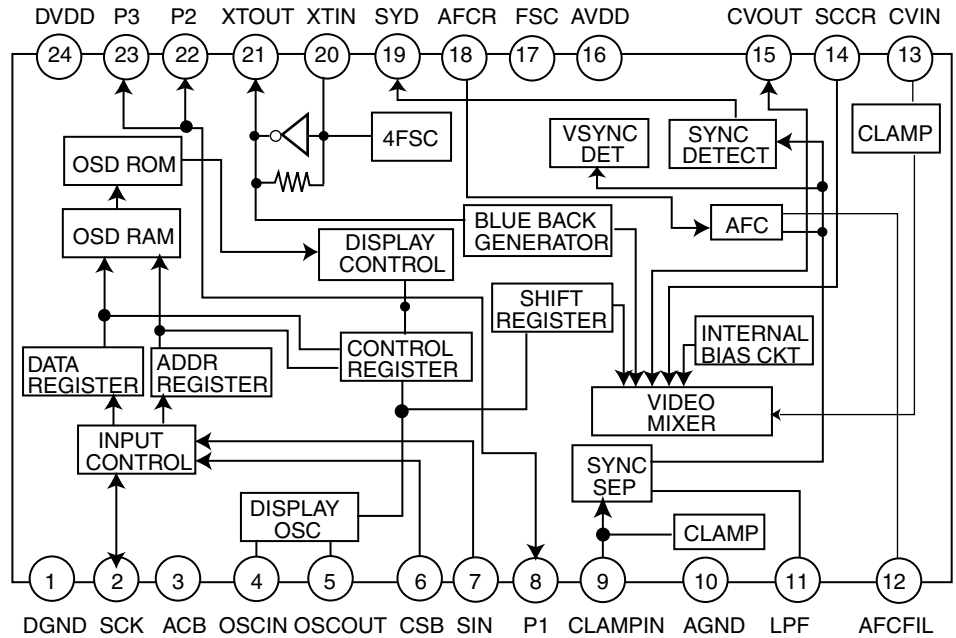 DVDD P3 P2 XTOUT XTIN SYD AFCR FSC AVDD CVOUT SCCR CVIN
24 23 22 21 20 19 18 17 16 15 14 13
OSD ROM
4FSC
VSYNC
DET
SYNC
DETECT
CLAMP
OSD RAM
DISPLAY
CONTROL
BLUE BACK
GENERATOR
AFC
SHIFT
REGISTER
DATA
REGISTER
ADDR
REGISTER
CONTROL
REGISTER
INTERNAL
BIAS CKT
VIDEO
MIXER
INPUT
CONTROL
SYNC
SEP
DISPLAY
OSC
CLAMP
1 2 3 4 5 6 7 8 9 10 11 12
DGND SCK ACB OSCIN OSCOUT CSB SIN P1 CLAMPIN AGND LPF AFCFIL